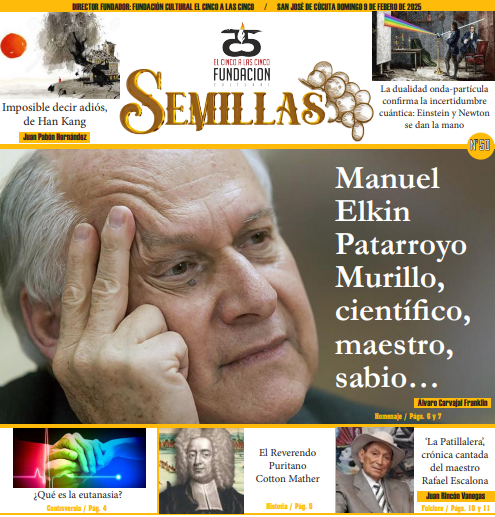 DIRECTOR FUNDADOR: FUNDACIÓN CULTURAL EL CINCO A LAS CINCO / SAN JOSÉ DE CÚCUTA DOMINGO 9 DE FEBERO DE 2025
EL CINCO A LAS CINCO
FUNDACIÓN
CULTURAL
SEMILLAS
Imposible decir adiós,
de Han Kang
Juan Pabón Hernández
La dualidad onda-partícula
confirma la incertidumbre
cuántica: Einstein y Newton
se dan la mano
N°50
Manuel
Elkin
Patarroyo
Murillo,
científico,
maestro,
sabio…
Álvaro Carvajal Franklin
Homenaje / Págs. 6 y 7
¿Qué es la eutanasia?
Controversia / Pág. 4
El Reverendo
Puritano
Cotton Mather
Historia / Pág. 9
'La Patillalera',
crónica cantada
del maestro
Rafael Escalona
Juan Rincón Vanegas
Folclore / Págs. 10 y 11